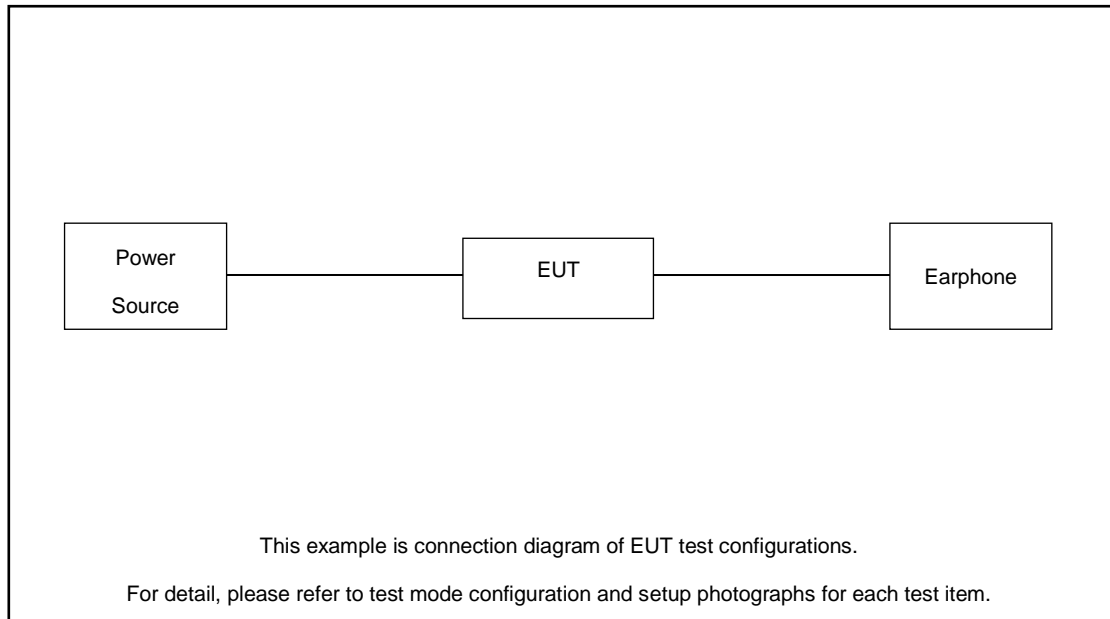 Power
Source
EUT
Earphone
This example is connection diagram of EUT test configurations.
For detail, please refer to test mode configuration and setup photographs for each test item.